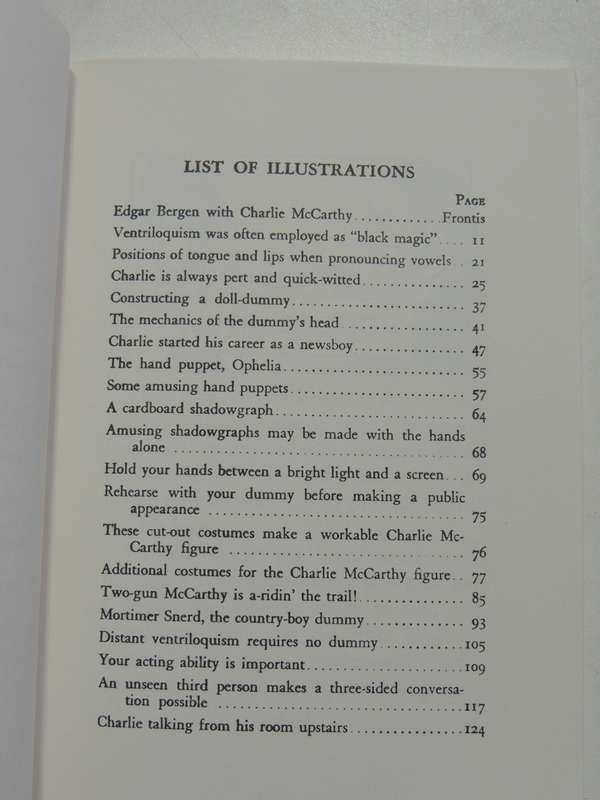 LIST OF ILLUSTRATIONS
PAGE
Edgar Bergen with Charlie McCarthy............Frontis
Ventriloquism was often employed as "black magic".... 11
Positions of tongue and lips when pronouncing vowels.. 21
Charlie is always pert and quick-witted............... 25
Constructing a doll-dummy......................... 37
The mechanics of the dummy's head ................. 41
Charlie started his career as a newsboy................ 47
The hand puppet, Ophelia........................... 55
Some amusing hand puppets......................... 57
A cardboard shadowgraph........................... 64
Amusing shadowgraphs may be made with the hands
alone ........................................ 68
Hold your hands between a bright light and a screen... 69
Rehearse with your dummy before making a public
appearance .................................... 75
These cut-out costumes make a workable Charlie Mc-
Carthy figure ................................. 76
Additional costumes for the Charlie McCarthy figure.. 77
Two-gun McCarthy is a-ridin' the trail!.............. 85
Mortimer Snerd, the country-boy dummy............. 93
Distant ventriloquism requires no dummy............105
Your acting ability is important......................109
An unseen third person makes a three-sided conversa-
tion possible ...................................117
Charlie talking from his room upstairs................124